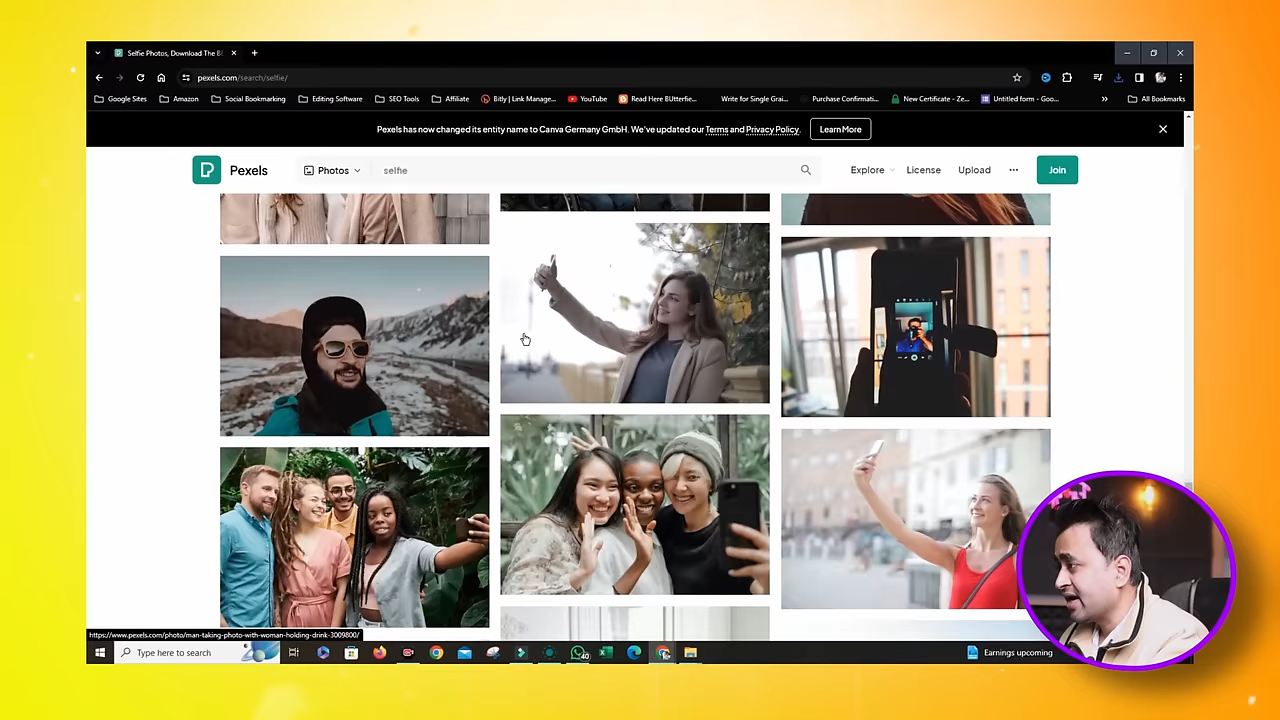 Selfie Photos, Download The B
pexels.com/search/selfie/
Google Sites Amazon Social Bookmarking Editing Software SEO Tools Affiliate Bitly | Link Manage... YouTube Read Here BUtterfie... Write for Single Grai... Purchase Confirmati... New Certificate - Ze... Untitled form - Goo... » All Bookmarks
Pexels has now changed its entity name to Canva Germany GmbH. We've updated our Terms and Privacy Policy. Learn More
Pexels Photos selfie Explore License Upload ... Join
https://www.pexels.com/photo/man-taking-photo-with-woman-holding-drink-3009800/
Type here to search 40 Earnings upcoming